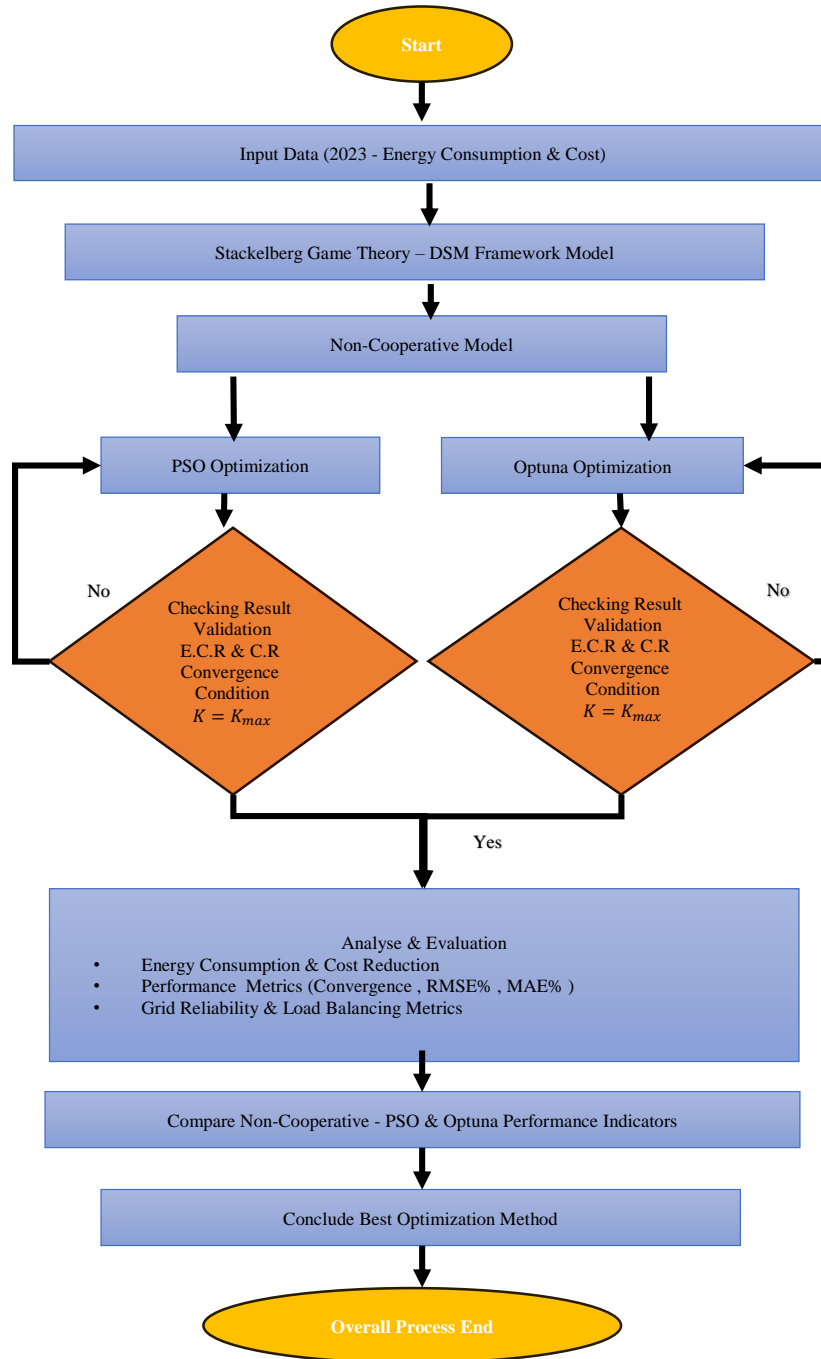 Start
Input Data (2023 - Energy Consumption & Cost)
Stackelberg Game Theory – DSM Framework Model
Non-Cooperative Model
PSO Optimization
Optuna Optimization
No
Checking Result
Validation
E.C.R & C.R
Convergence
Condition
K = K_max
Checking Result
Validation
E.C.R & C.R
Convergence
Condition
K = K_max
No
Yes
Analyse & Evaluation
• Energy Consumption & Cost Reduction
• Performance Metrics (Convergence , RMSE% , MAE% )
• Grid Reliability & Load Balancing Metrics
Compare Non-Cooperative - PSO & Optuna Performance Indicators
Conclude Best Optimization Method
Overall Process End